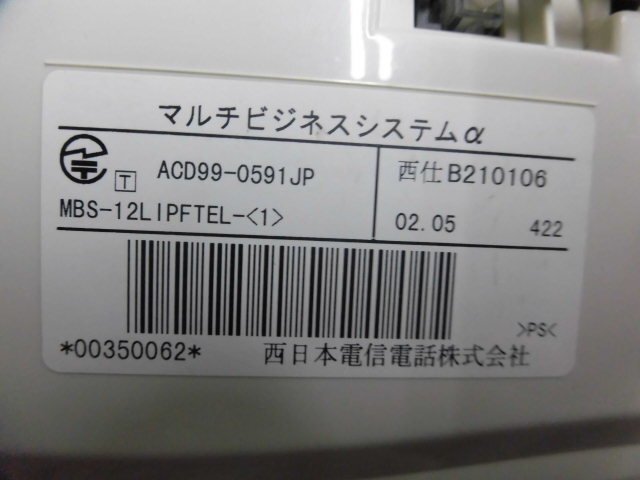 マルチビジネスシステムα
T ACD99-0591JP
西仕B210106
MBS-12LIPFTEL-<1>
02.05 422
>PS<
*00350062* 西日本電信電話株式会社